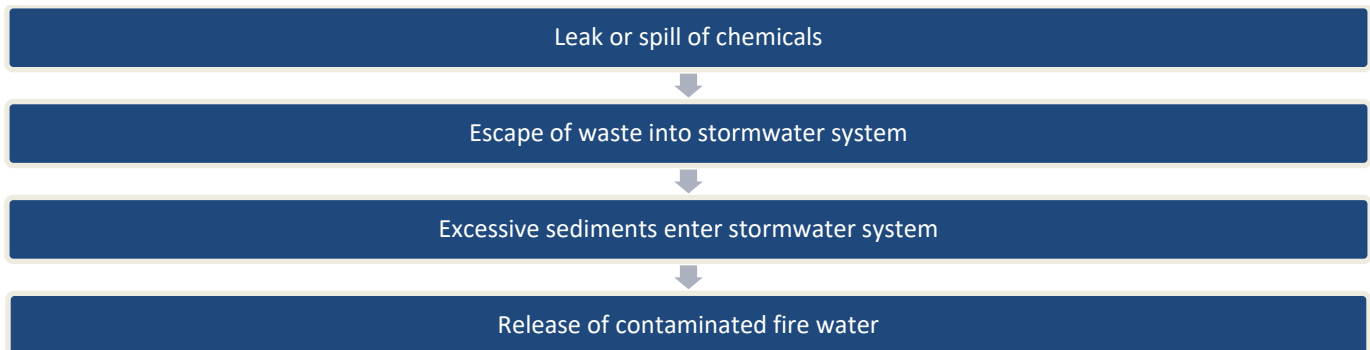 Leak or spill of chemicals
Escape of waste into stormwater system
Excessive sediments enter stormwater system
Release of contaminated fire water